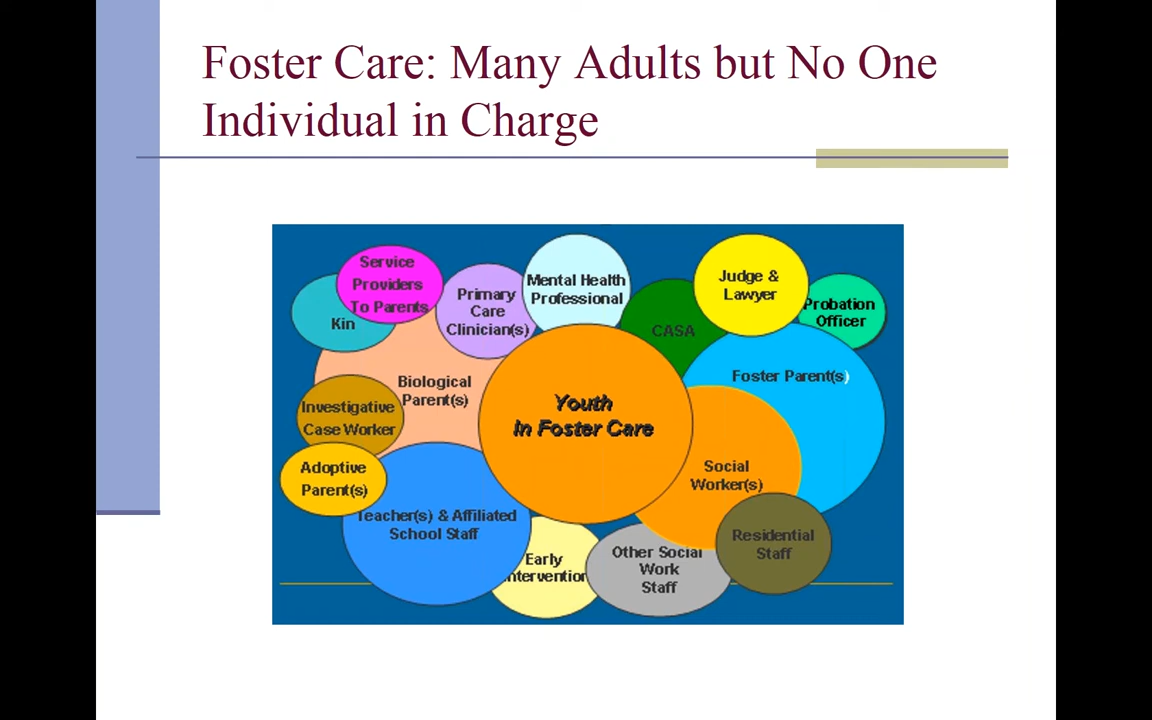 Foster Care: Many Adults but No One
Individual in Charge
Service
Providers
To Parents
Kin
Primary
Care
Clinician(s)
Mental Health
Professional
CASA
Judge &
Lawyer
Probation
Officer
Biological
Parent(s)
Foster Parent(s)
Investigative
Case Worker
Youth
In Foster Care
Adoptive
Parent(s)
Social
Worker(s)
Teacher(s) & Affiliated
School Staff
Early
Intervention
Other Social
Work
Staff
Residential
Staff